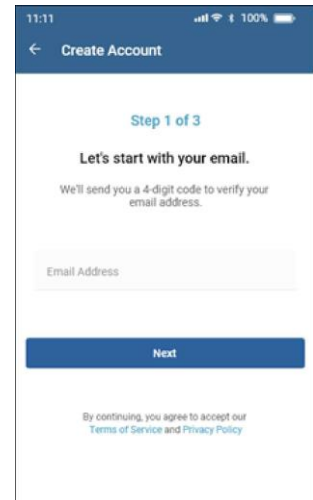 11:11
100%
Create Account
Step 1 of 3
Let's start with your email.
We'll send you a 4-digit code to verify your
email address.
Email Address
Next
By continuing, you agree to accept our
Terms of Service and Privacy Policy